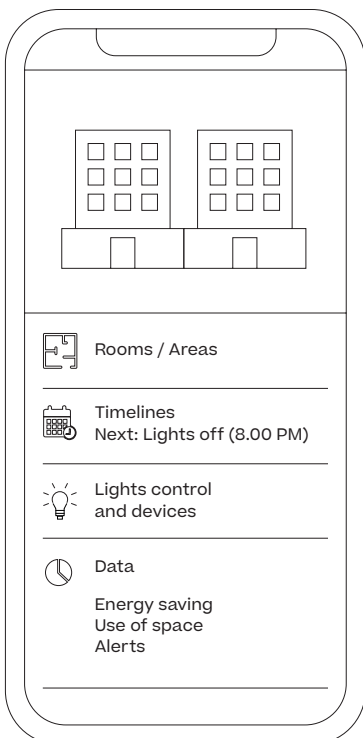 Rooms / Areas
Timelines
Next: Lights off (8.00 PM)
Lights control
and devices
Data
Energy saving
Use of space
Alerts